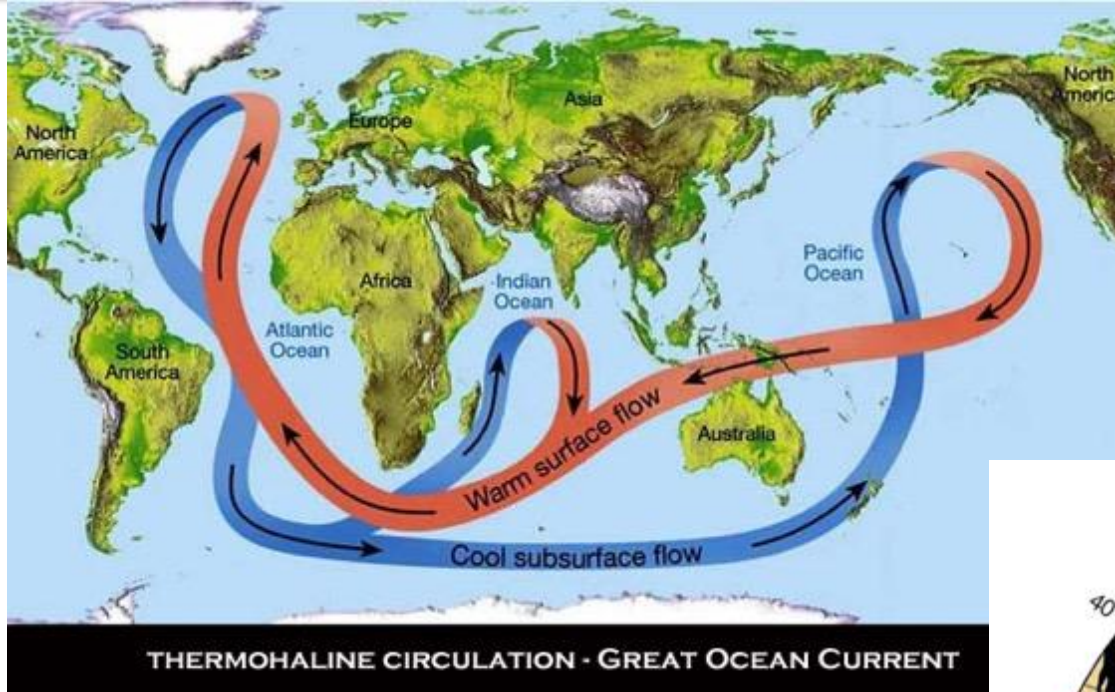 North
America
Europe
Asia
North
Americ
Pacific
Ocean
Africa
Indian
Ocean
Atlantic
Ocean
South
America
Australia
Warm surface flow
Cool subsurface flow
THERMOHALINE CIRCULATION - GREAT OCEAN CURRENT
40